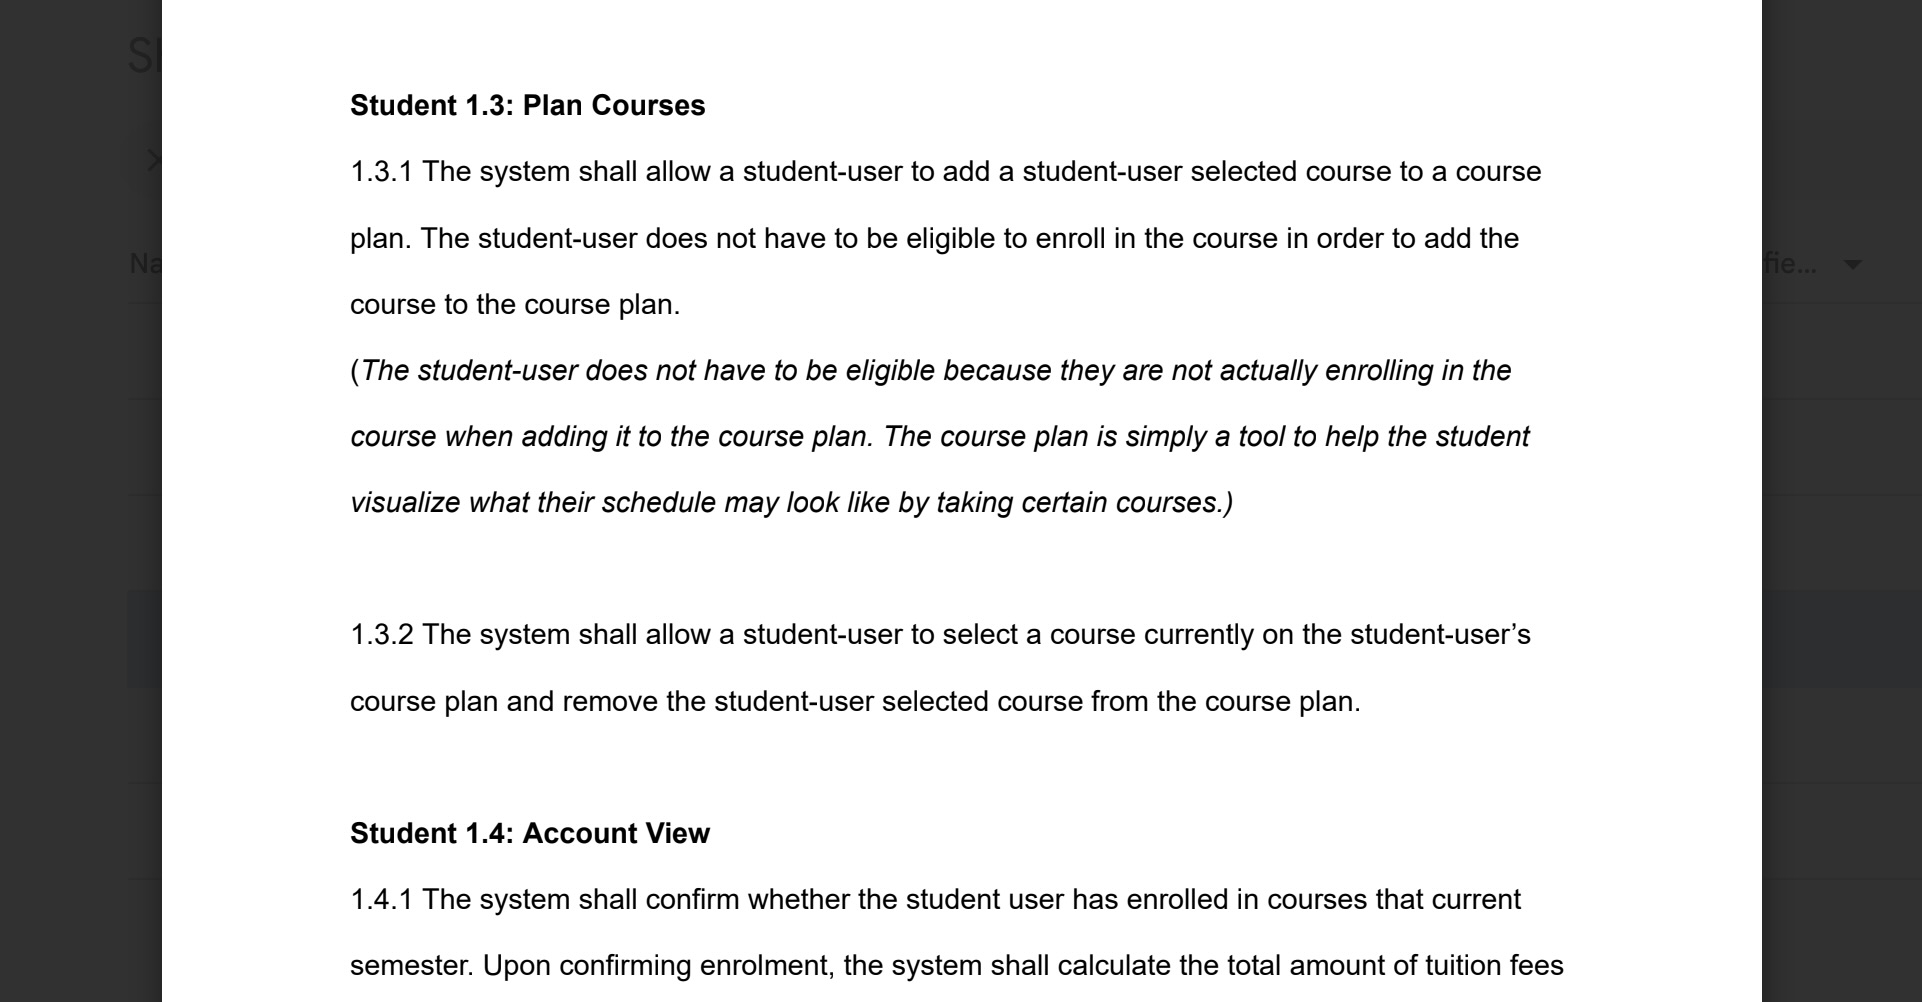 Student 1.3: Plan Courses
1.3.1 The system shall allow a student-user to add a student-user selected course to a course
plan. The student-user does not have to be eligible to enroll in the course in order to add the
course to the course plan.
(The student-user does not have to be eligible because they are not actually enrolling in the
course when adding it to the course plan. The course plan is simply a tool to help the student
visualize what their schedule may look like by taking certain courses.)
1.3.2 The system shall allow a student-user to select a course currently on the student-user’s
course plan and remove the student-user selected course from the course plan.
Student 1.4: Account View
1.4.1 The system shall confirm whether the student user has enrolled in courses that current
semester. Upon confirming enrolment, the system shall calculate the total amount of tuition fees